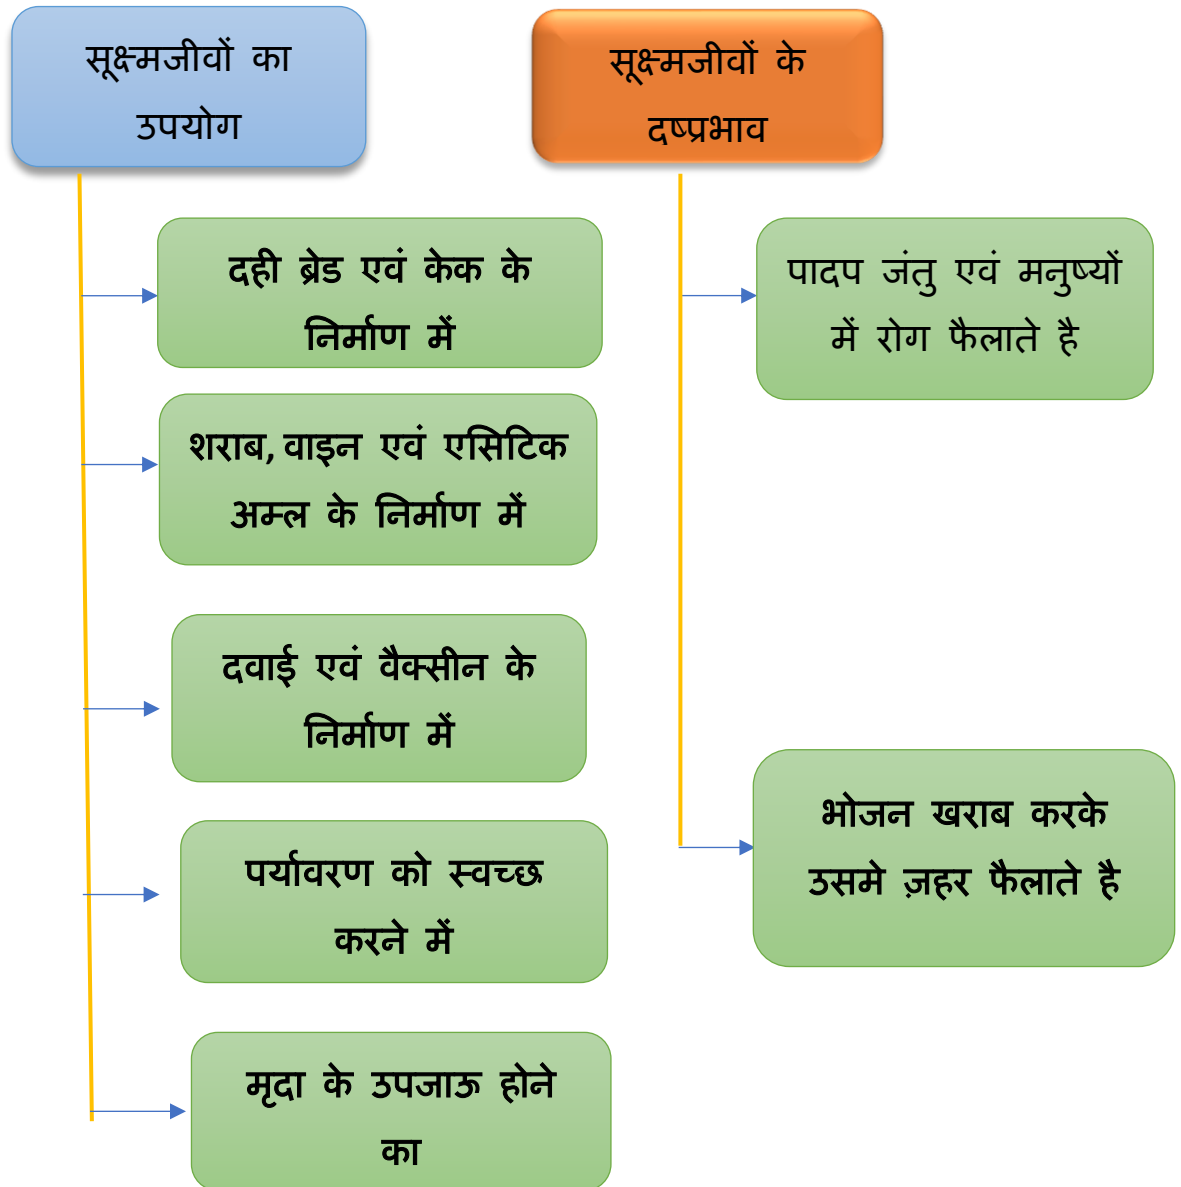 सूक्ष्मजीवों का
उपयोग
दही ब्रेड एवं केक के
निर्माण में
शराब, वाइन एवं एसिटिक
अम्ल के निर्माण में
दवाई एवं वैक्सीन के
निर्माण में
पर्यावरण को स्वच्छ
करने में
मृदा के उपजाऊ होने
का
सूक्ष्मजीवों के
दष्प्रभाव
पादप जंतु एवं मनुष्यों
में रोग फैलाते है
भोजन खराब करके
उसमे ज़हर फैलाते है